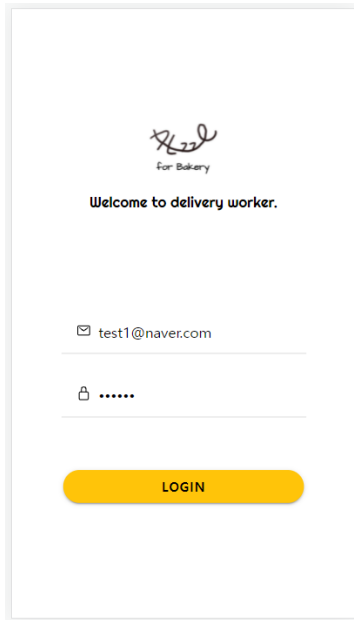 for Bakery
Welcome to delivery worker.
test1@naver.com
••••••
LOGIN